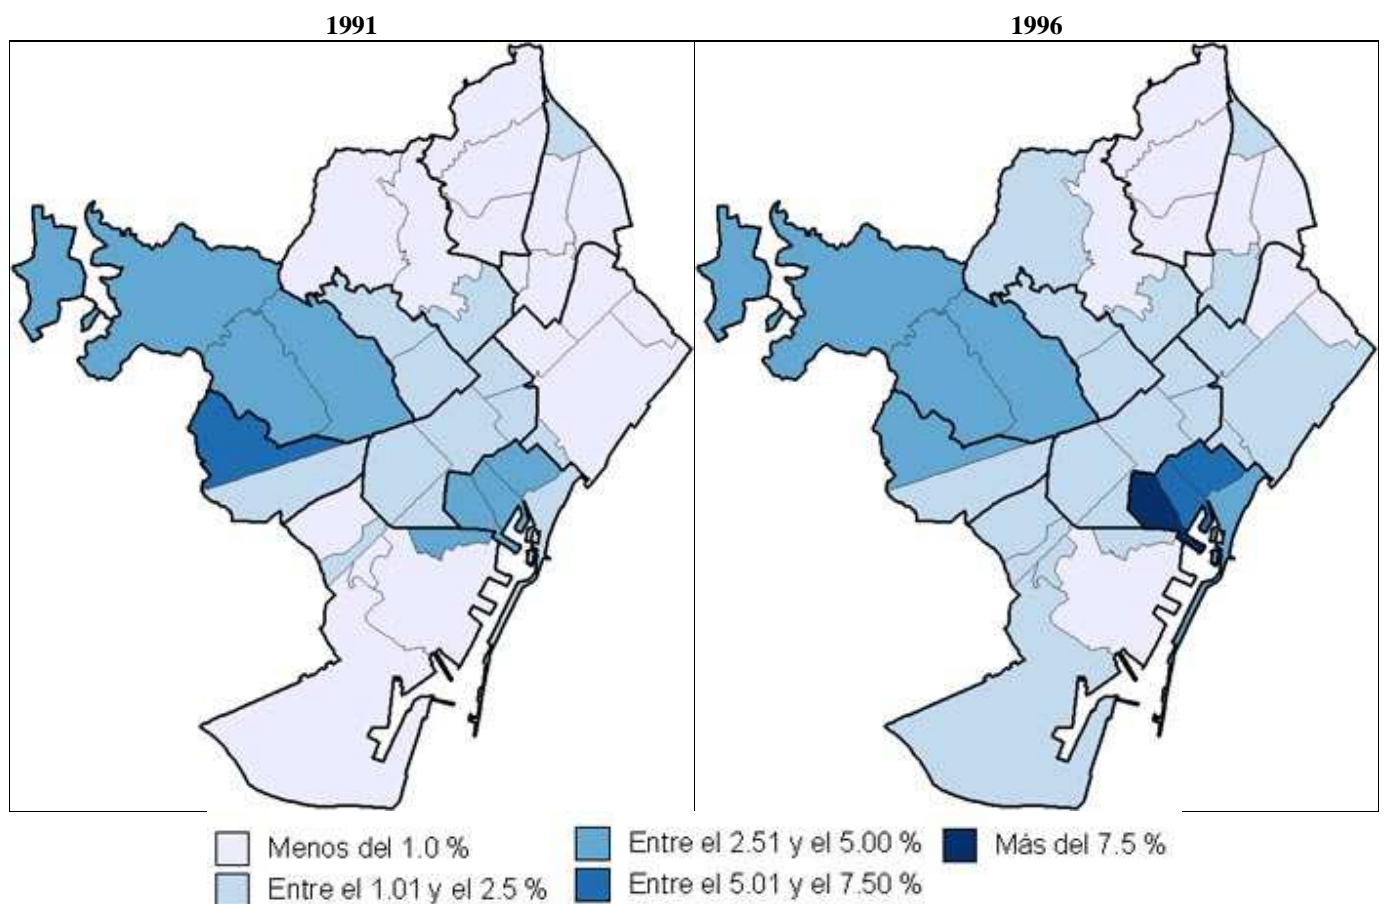 1991
1996
Menos del 1.0 %
Entre el 1.01 y el 2.5 %
Entre el 2.51 y el 5.00 %
Entre el 5.01 y el 7.50 %
Más del 7.5 %